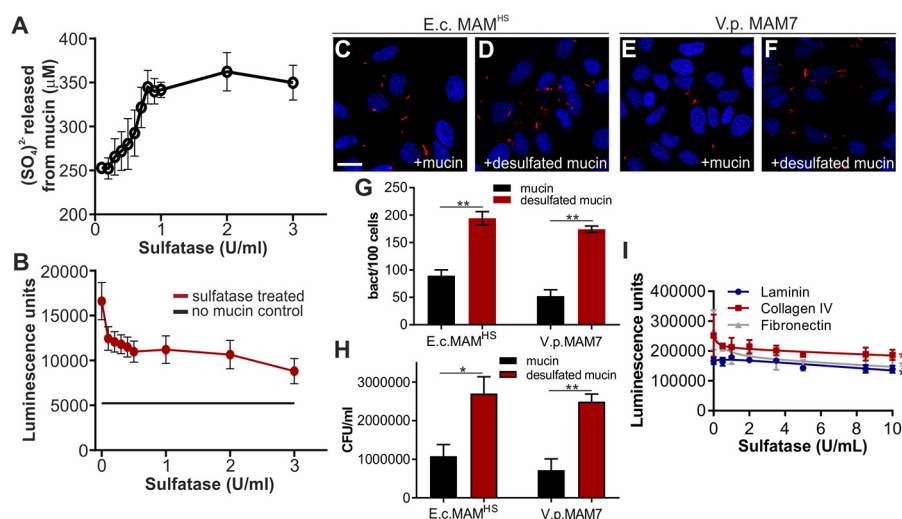 A
(SO₄)²⁻ released
from mucin (µM)
400
350
300
250
200
0
1
2
3
Sulfatase (U/ml)
B
Luminescence units
20000
15000
10000
5000
0
sulfatase treated
no mucin control
0
1
2
3
Sulfatase (U/ml)
E.c. MAMᴴˢ
V.p. MAM7
C
+mucin
D
+desulfated mucin
E
+mucin
F
+desulfated mucin
G
bact/100 cells
250
200
150
100
50
0
mucin
desulfated mucin
**
**
E.c.MAMᴴˢ
V.p.MAM7
H
CFU/ml
3000000
2000000
1000000
0
mucin
desulfated mucin
*
**
E.c.MAMᴴˢ
V.p.MAM7
I
Luminescence units
400000
300000
200000
100000
0
Laminin
Collagen IV
Fibronectin
0
2
4
6
8
10
Sulfatase (U/mL)